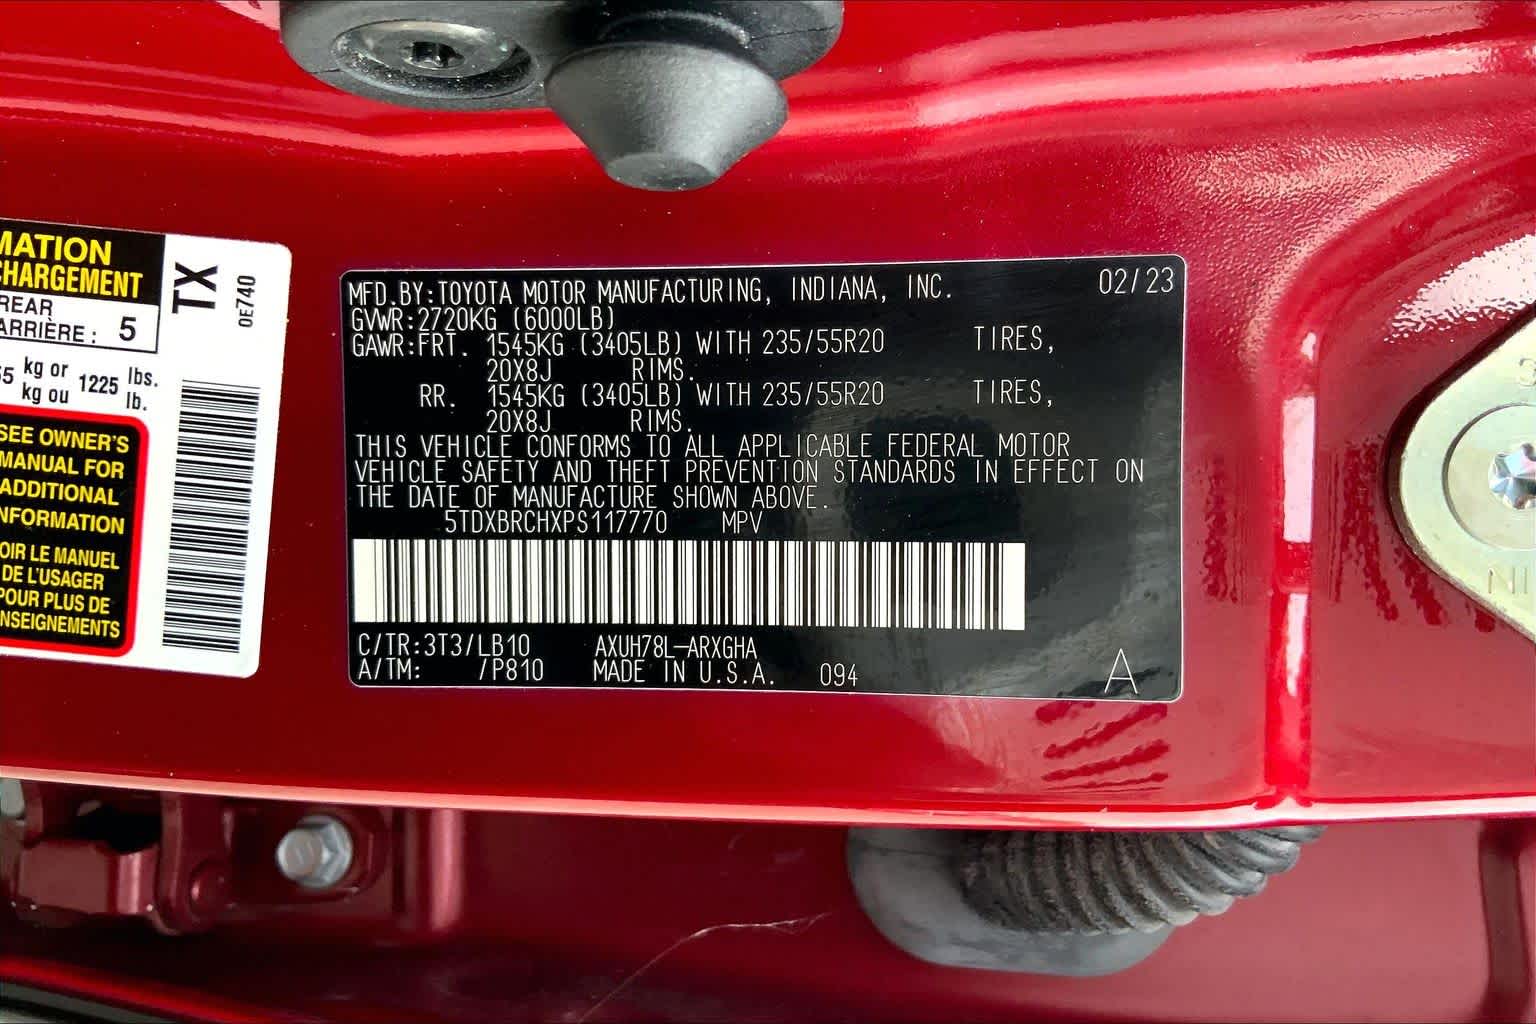 MATION
CHARGEMENT
REAR
ARRIÈRE : 5
TX
0E740
kg or
kg ou 1225 lbs.
lb.
SEE OWNER'S
MANUAL FOR
ADDITIONAL
NFORMATION
OIR LE MANUEL
DE L'USAGER
POUR PLUS DE
NSEIGNEMENTS
MFD.BY:TOYOTA MOTOR MANUFACTURING, INDIANA, INC. 02/23
GVWR:2720KG (6000LB)
GAWR:FRT. 1545KG (3405LB) WITH 235/55R20 TIRES,
20X8J RIMS.
RR. 1545KG (3405LB) WITH 235/55R20 TIRES,
20X8J RIMS.
THIS VEHICLE CONFORMS TO ALL APPLICABLE FEDERAL MOTOR
VEHICLE SAFETY AND THEFT PREVENTION STANDARDS IN EFFECT ON
THE DATE OF MANUFACTURE SHOWN ABOVE.
5TDXBRCHXPS117770 MPV
C/TR:3T3/LB10 AXUH78L-ARXGHA
A/TM: /P810 MADE IN U.S.A. 094 A